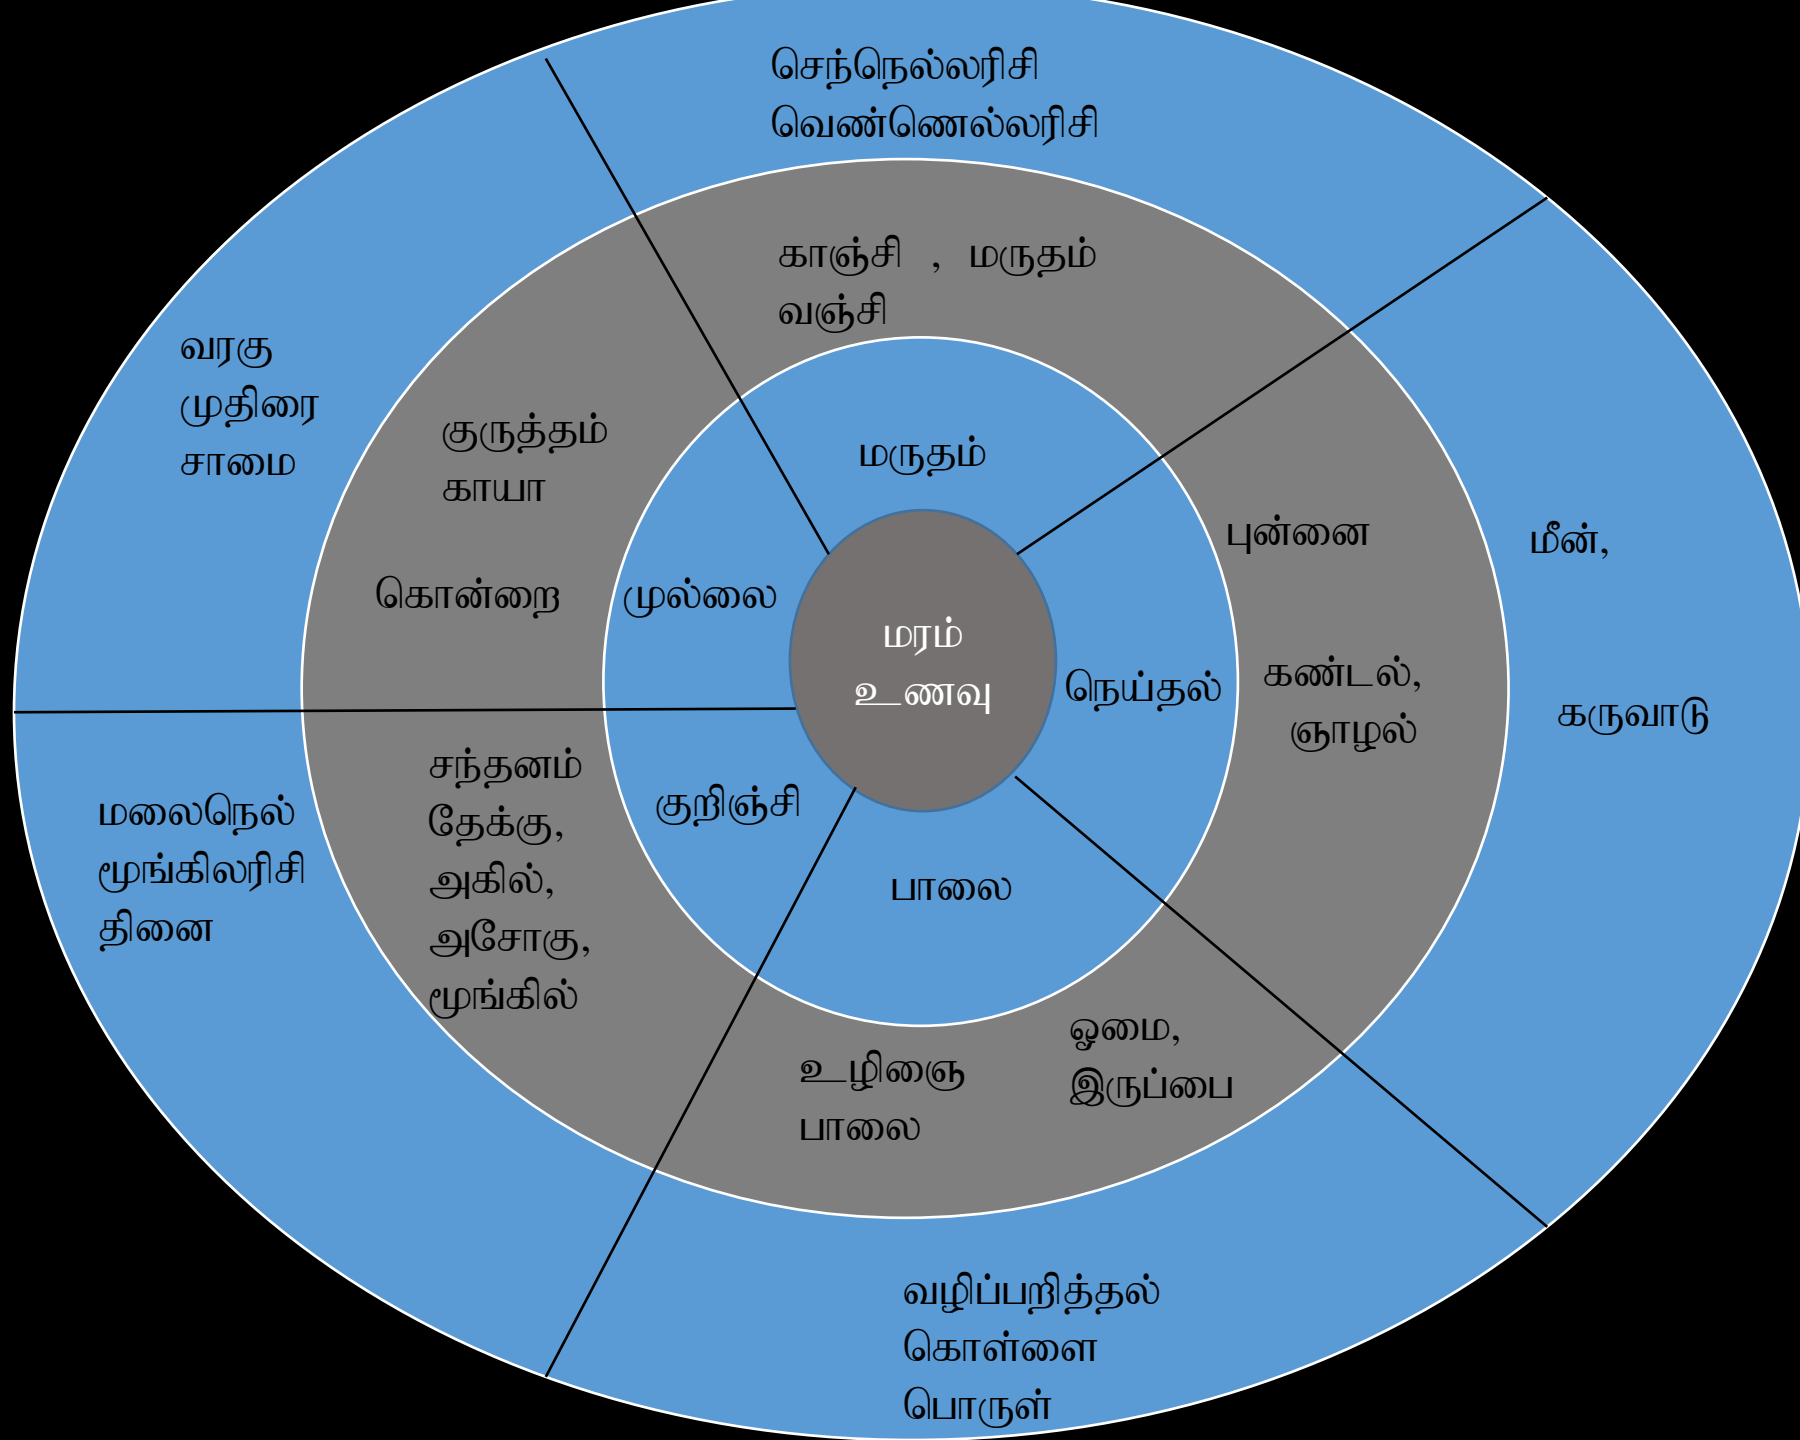 செந்நெல்லரிசி
வெண்ணெல்லரிசி
காஞ்சி , மருதம்
வஞ்சி
மருதம்
வரகு
முதிரை
சாமை
குருத்தம்
காயா
கொன்றை
முல்லை
மரம்
உணவு
புன்னை
மீன்,
நெய்தல்
கண்டல்,
ஞாழல்
கருவாடு
மலைநெல்
மூங்கிலரிசி
தினை
சந்தனம்
தேக்கு,
அகில்,
அசோகு,
மூங்கில்
குறிஞ்சி
பாலை
உழிஞை
பாலை
ஓமை,
இருப்பை
வழிப்பறித்தல்
கொள்ளை
பொருள்